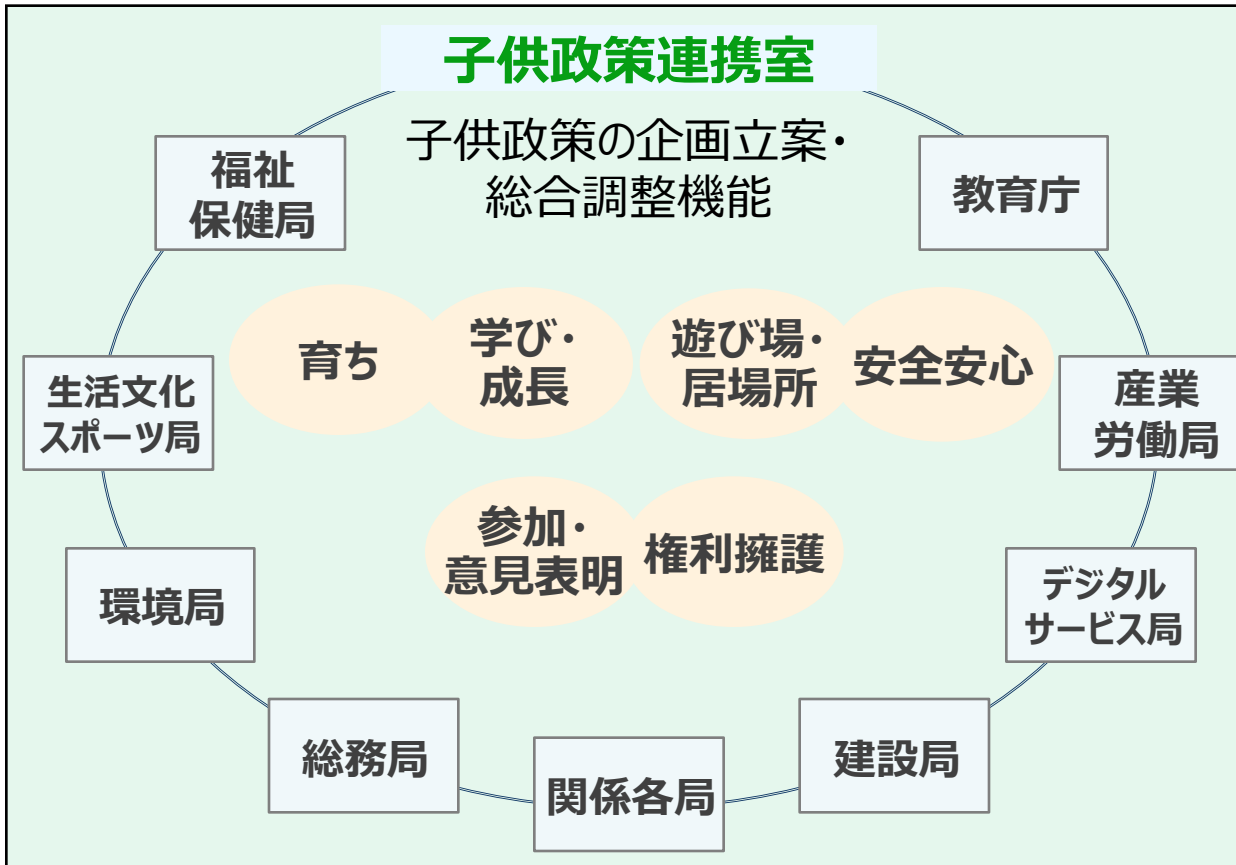 子供政策連携室
子供政策の企画立案・
総合調整機能
福祉
保健局
教育庁
育ち
学び・
成長
遊び場・
居場所
安全安心
生活文化
スポーツ局
産業
労働局
参加・
意見表明
権利擁護
環境局
デジタル
サービス局
総務局
関係各局
建設局